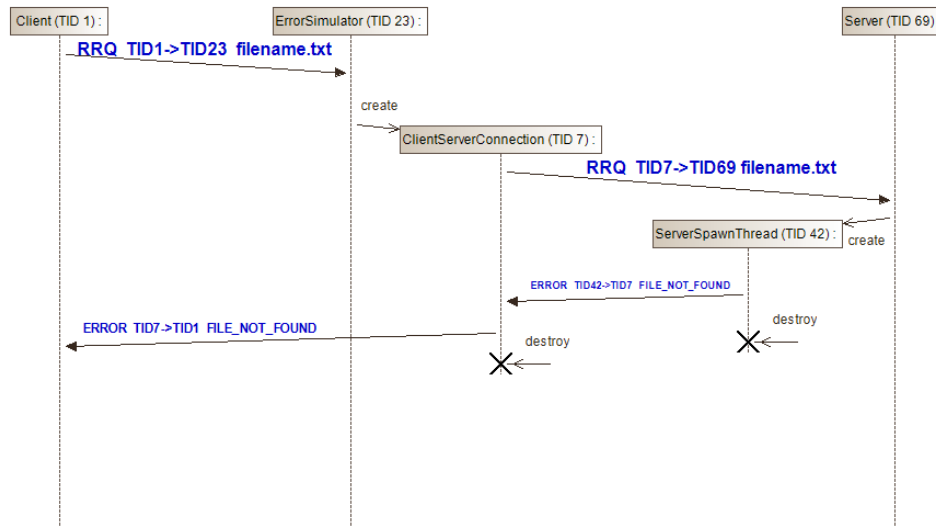 Client (TID 1) :
ErrorSimulator (TID 23) :
Server (TID 69)
RRQ TID1->TID23 filename.txt
create
ClientServerConnection (TID 7) :
RRQ TID7->TID69 filename.txt
ServerSpawnThread (TID 42) :
create
ERROR TID42->TID7 FILE_NOT_FOUND
ERROR TID7->TID1 FILE_NOT_FOUND
destroy
destroy